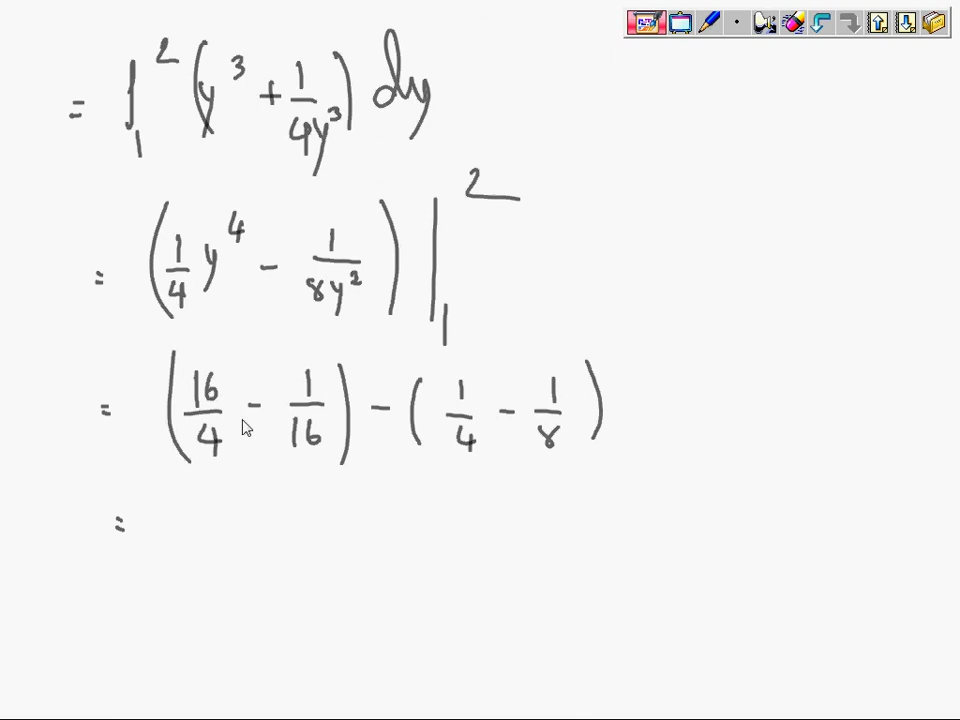 = ∫₁² (y³ + 1/4y³) dy
= (1/4 y⁴ - 1/8y²) |₁²
= (16/4 - 1/16) - (1/4 - 1/8)
=